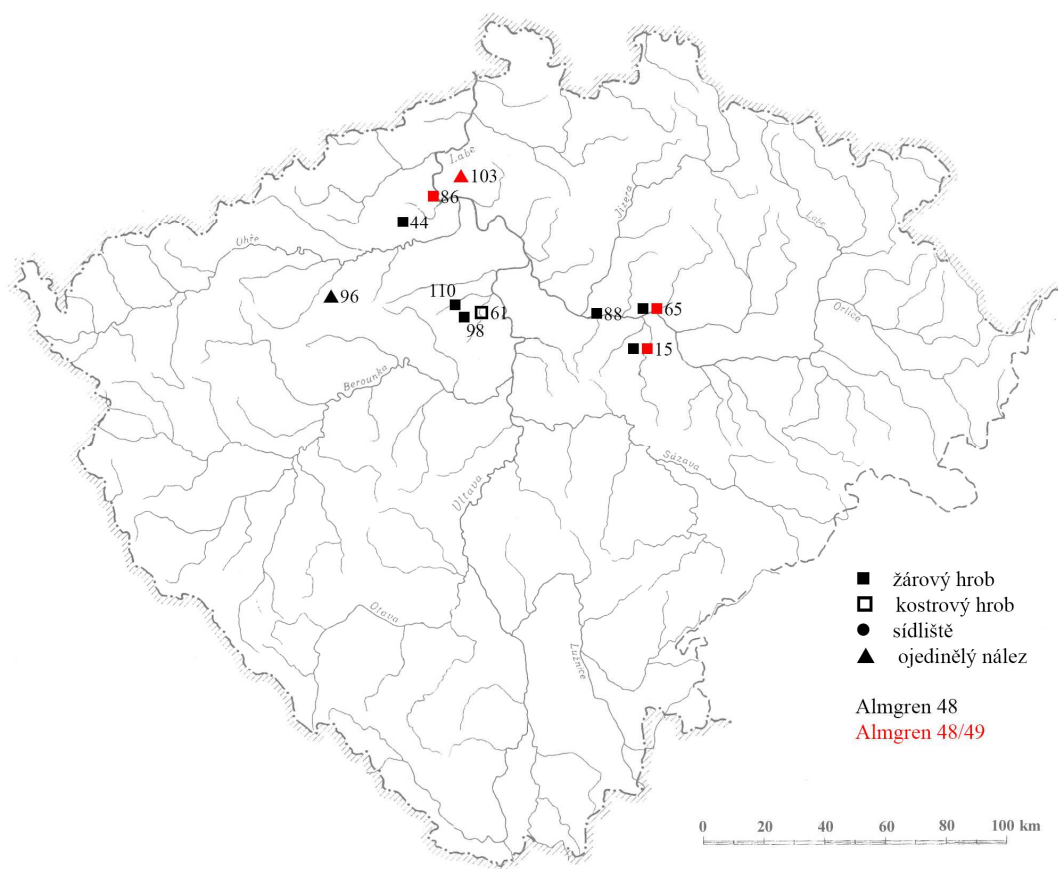 Labe
103
86
44
Jizera
Labe
Uhře
96
110
61
98
88
65
Orlice
15
Berounka
Sázava
Vltava
Otava
Lužnice
žárový hrob
kostrový hrob
sídliště
ojedinělý nález
Almgren 48
Almgren 48/49
0 20 40 60 80 100 km